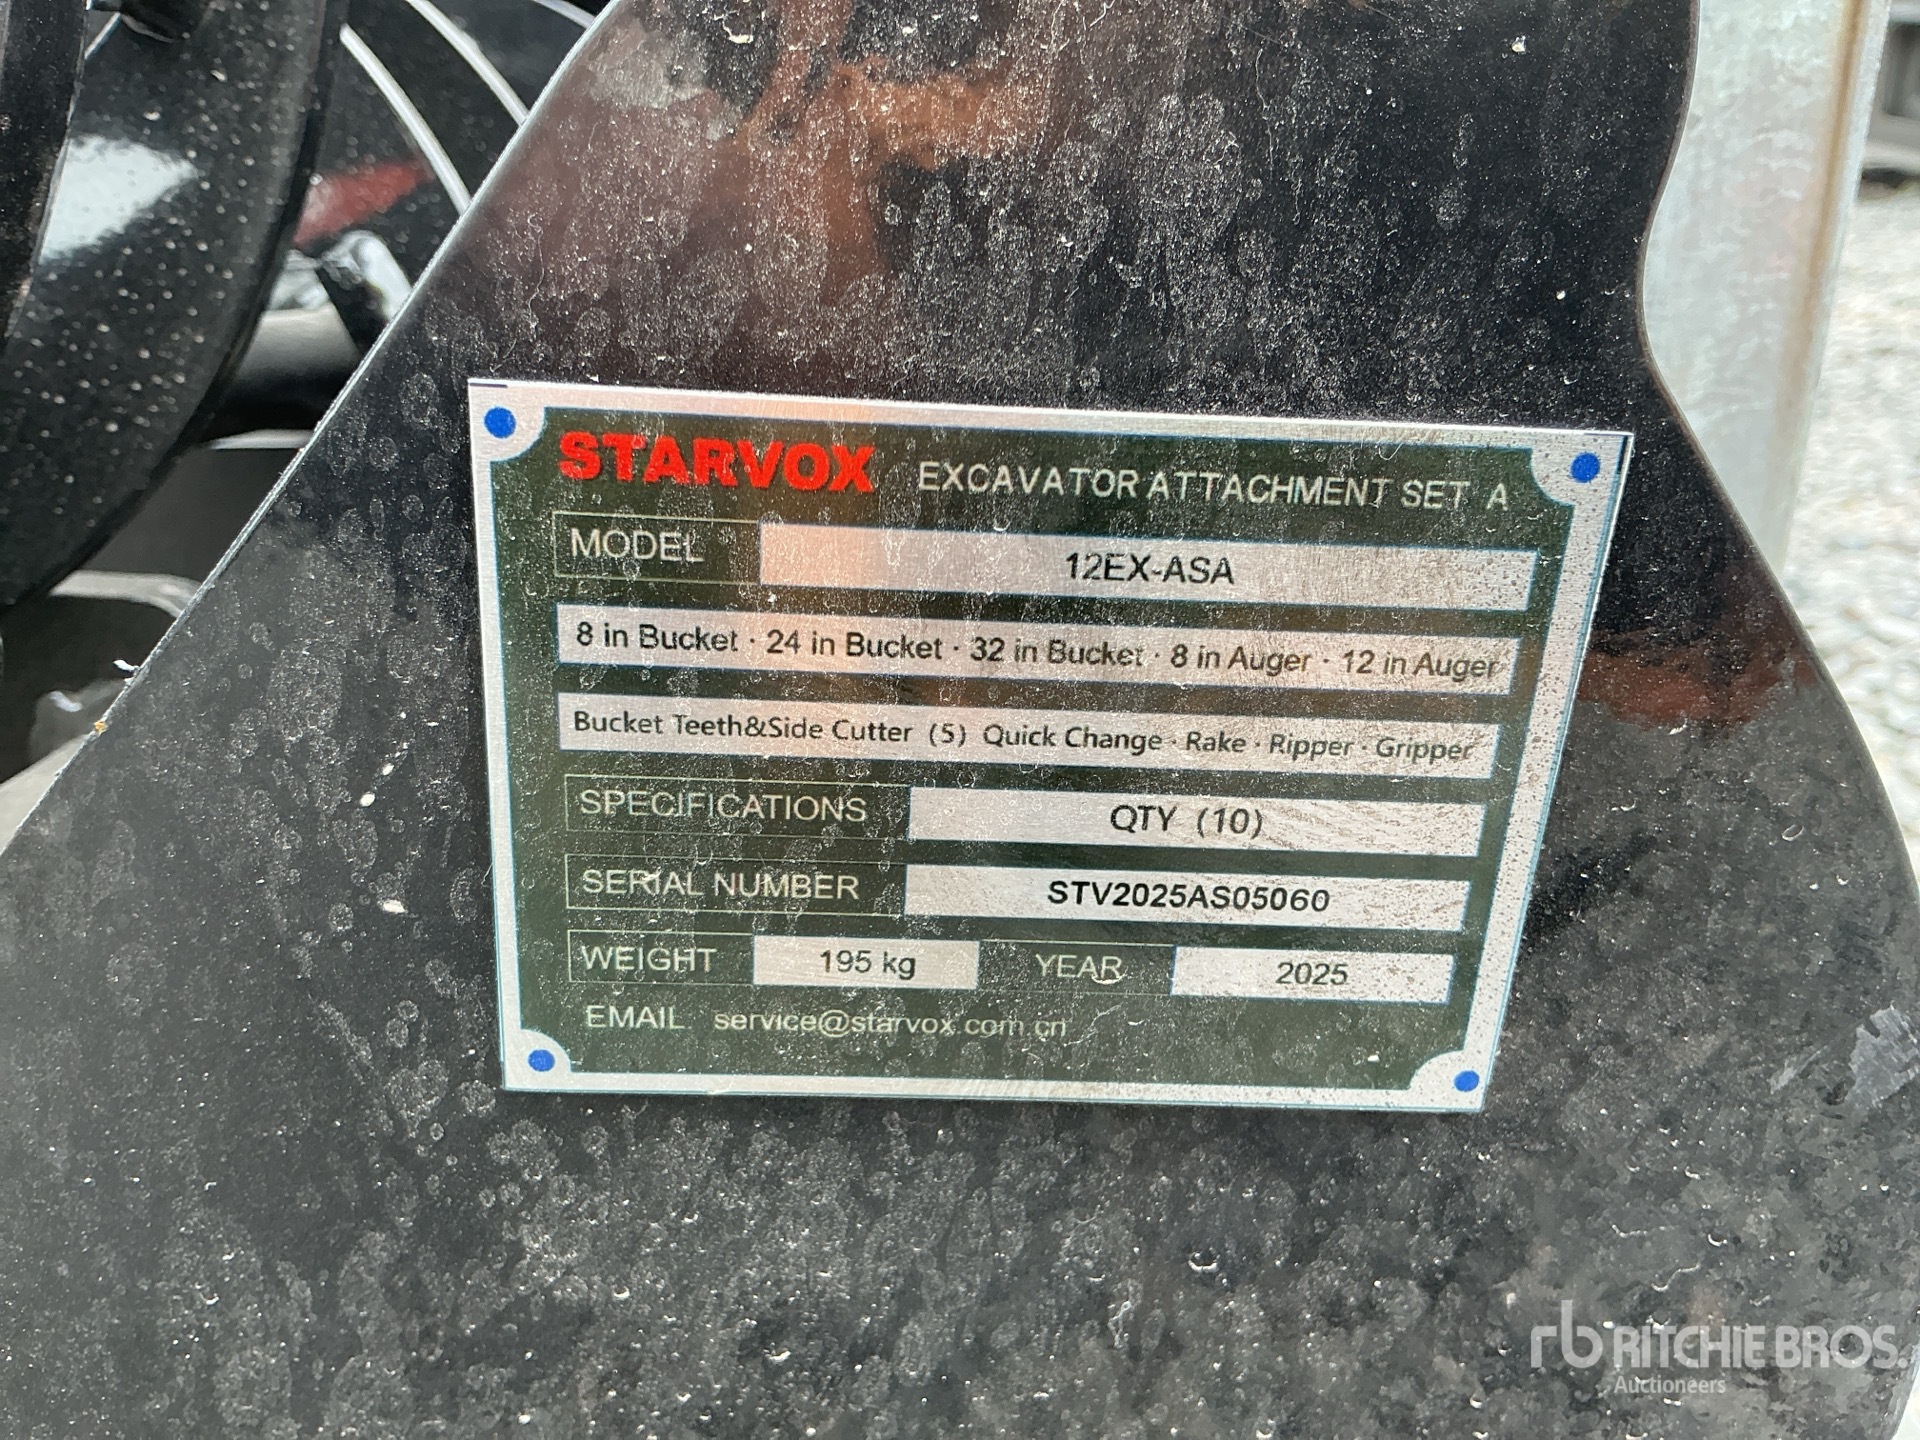 STARVOX EXCAVATOR ATTACHMENT SET A
MODEL 12EX-ASA
8 in Bucket · 24 in Bucket · 32 in Bucket · 8 in Auger · 12 in Auger
Bucket Teeth&Side Cutter (5) Quick Change · Rake · Ripper · Gripper
SPECIFICATIONS QTY (10)
SERIAL NUMBER STV2025AS05060
WEIGHT 195 kg YEAR 2025
EMAIL service@starvox.com.cn
rb RITCHIE BROS.
Auctioneers